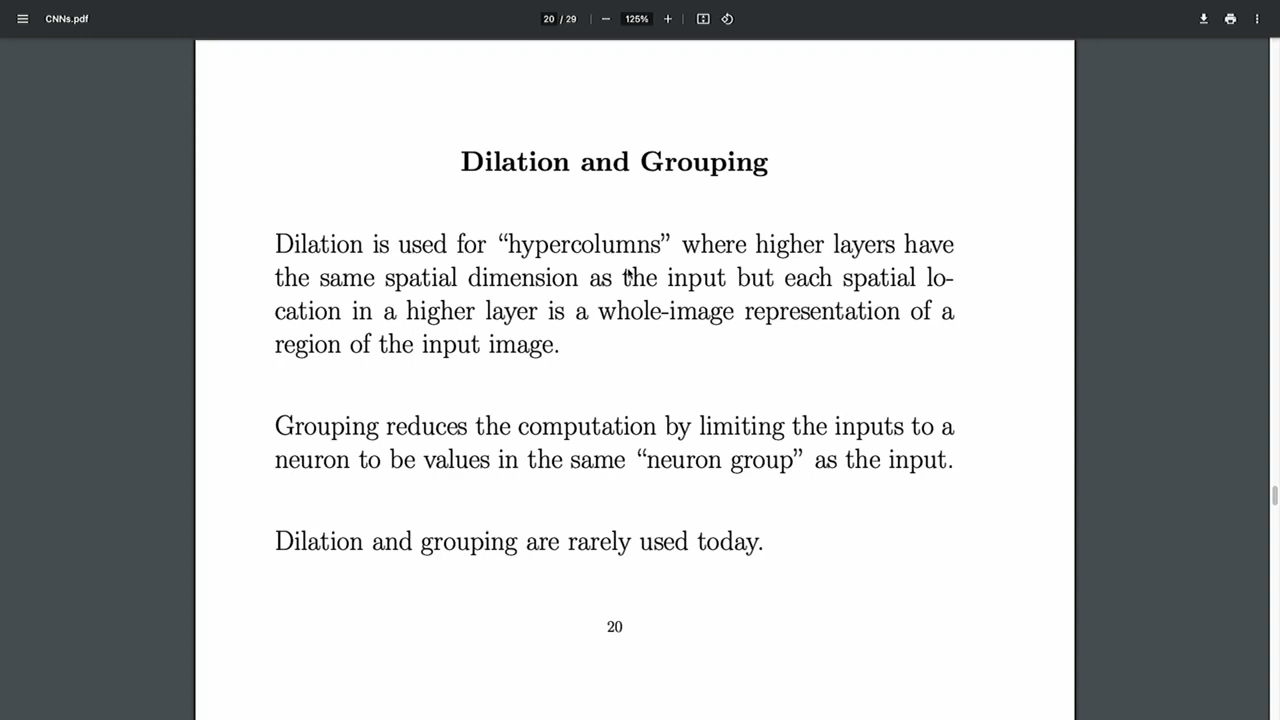 CNNs.pdf
20 / 29
125%
Dilation and Grouping
Dilation is used for “hypercolumns” where higher layers have
the same spatial dimension as the input but each spatial lo-
cation in a higher layer is a whole-image representation of a
region of the input image.
Grouping reduces the computation by limiting the inputs to a
neuron to be values in the same “neuron group” as the input.
Dilation and grouping are rarely used today.
20